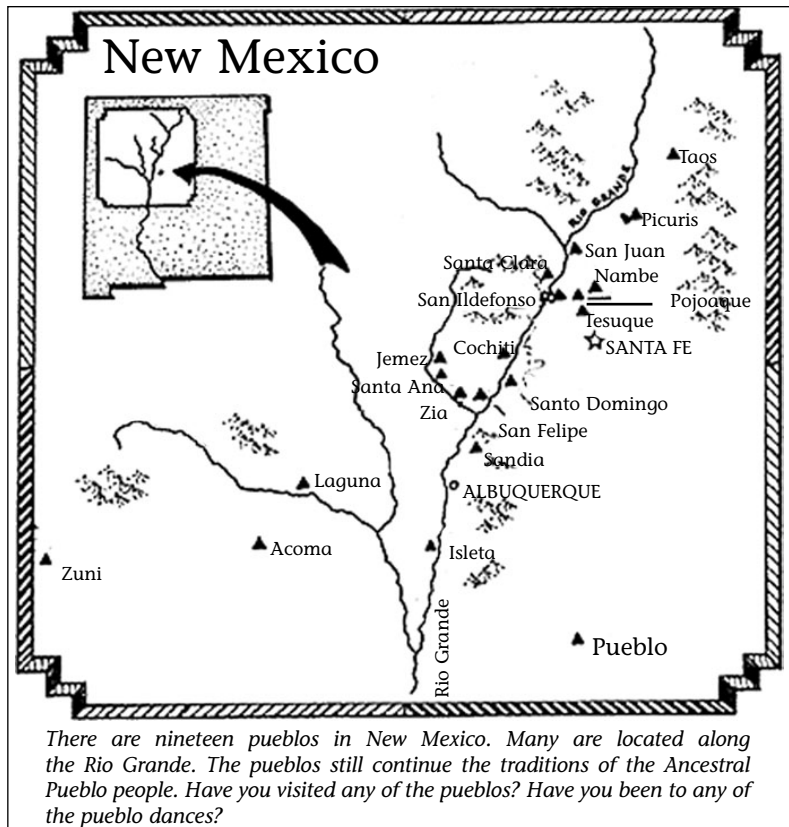 New Mexico
RIO GRANDE
Taos
Picuris
San Juan
Santa Clara
Nambe
San Ildefonso
Pojoaque
Tesuque
SANTA FE
Cochiti
Jemez
Santa Ana
Zia
Santo Domingo
San Felipe
Sandia
Laguna
ALBUQUERQUE
Acoma
Isleta
Zuni
Rio Grande
Pueblo
There are nineteen pueblos in New Mexico. Many are located along
the Rio Grande. The pueblos still continue the traditions of the Ancestral
Pueblo people. Have you visited any of the pueblos? Have you been to any of
the pueblo dances?